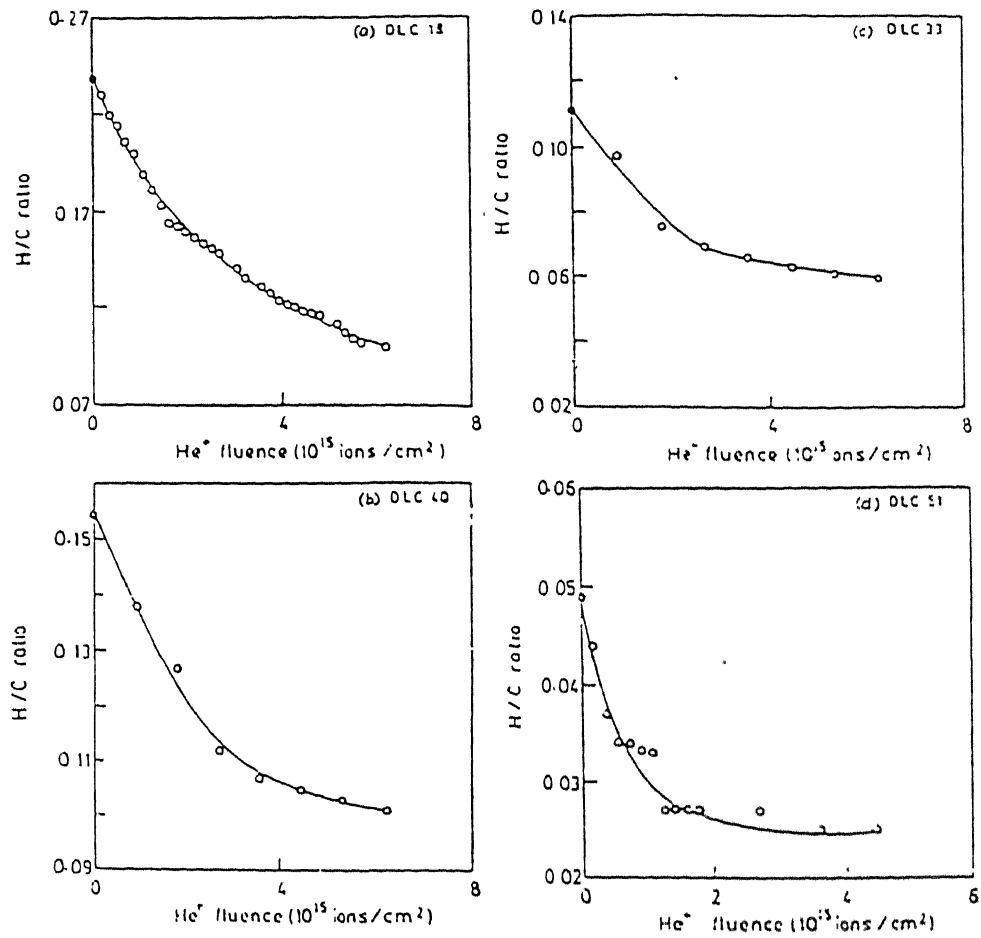 (a) DLC 18
0.27
0.17
0.07
H/C ratio
0 4 8
He⁺ fluence (10¹⁵ ions/cm²)
(c) DLC 33
0.14
0.10
0.06
0.02
H/C ratio
0 4 8
fluence (10¹⁵ ions/cm²)
(b) DLC 40
0.15
0.13
0.11
0.09
H/C ratio
0 4 8
fluence (10¹⁵ ions/cm²)
(d) DLC 51
0.06
0.05
0.04
0.03
0.02
H/C ratio
0 2 4 6
He⁺ fluence (10¹⁵ ions/cm²)